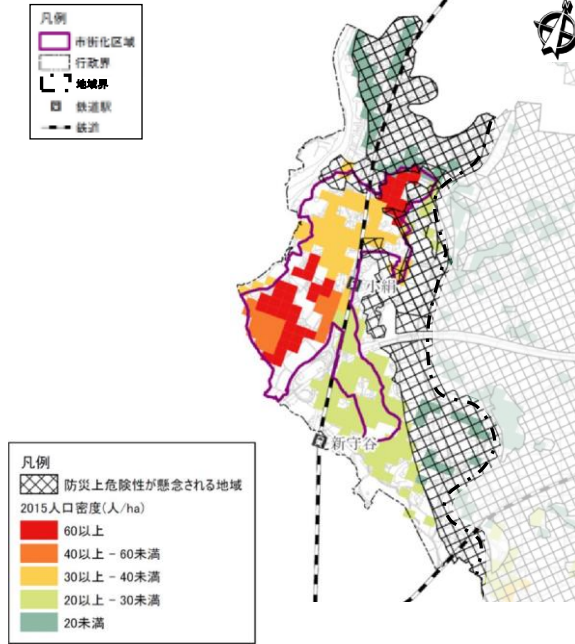 凡例
市街化区域
行政界
地域界
鉄道駅
鉄道
小絹
新守谷
凡例
防災上危険性が懸念される地域
2015人口密度(人/ha)
60以上
40以上 - 60未満
30以上 - 40未満
20以上 - 30未満
20未満